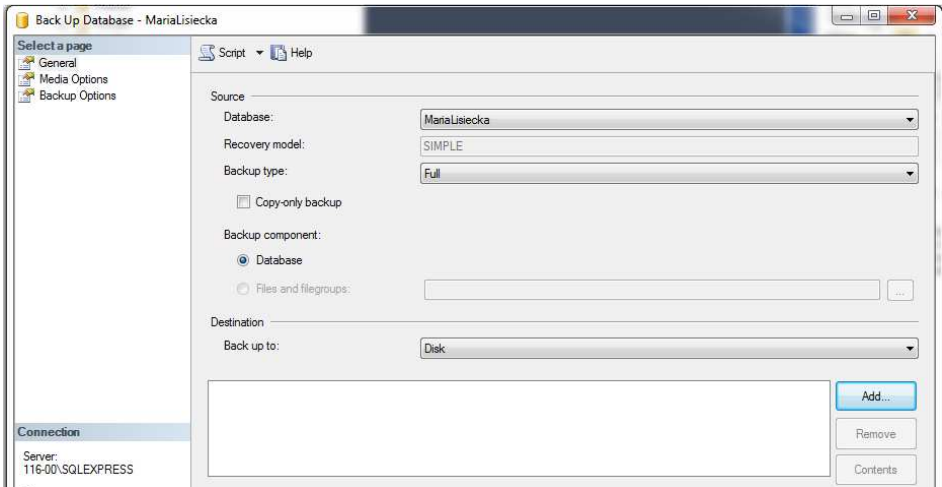 Back Up Database - MariaLisiecka
Select a page
General
Media Options
Backup Options
Script
Help
Source
Database:
MariaLisiecka
Recovery model:
SIMPLE
Backup type:
Full
Copy-only backup
Backup component:
Database
Files and filegroups:
...
Destination
Back up to:
Disk
Add...
Remove
Contents
Connection
Server:
116-00\SQLEXPRESS